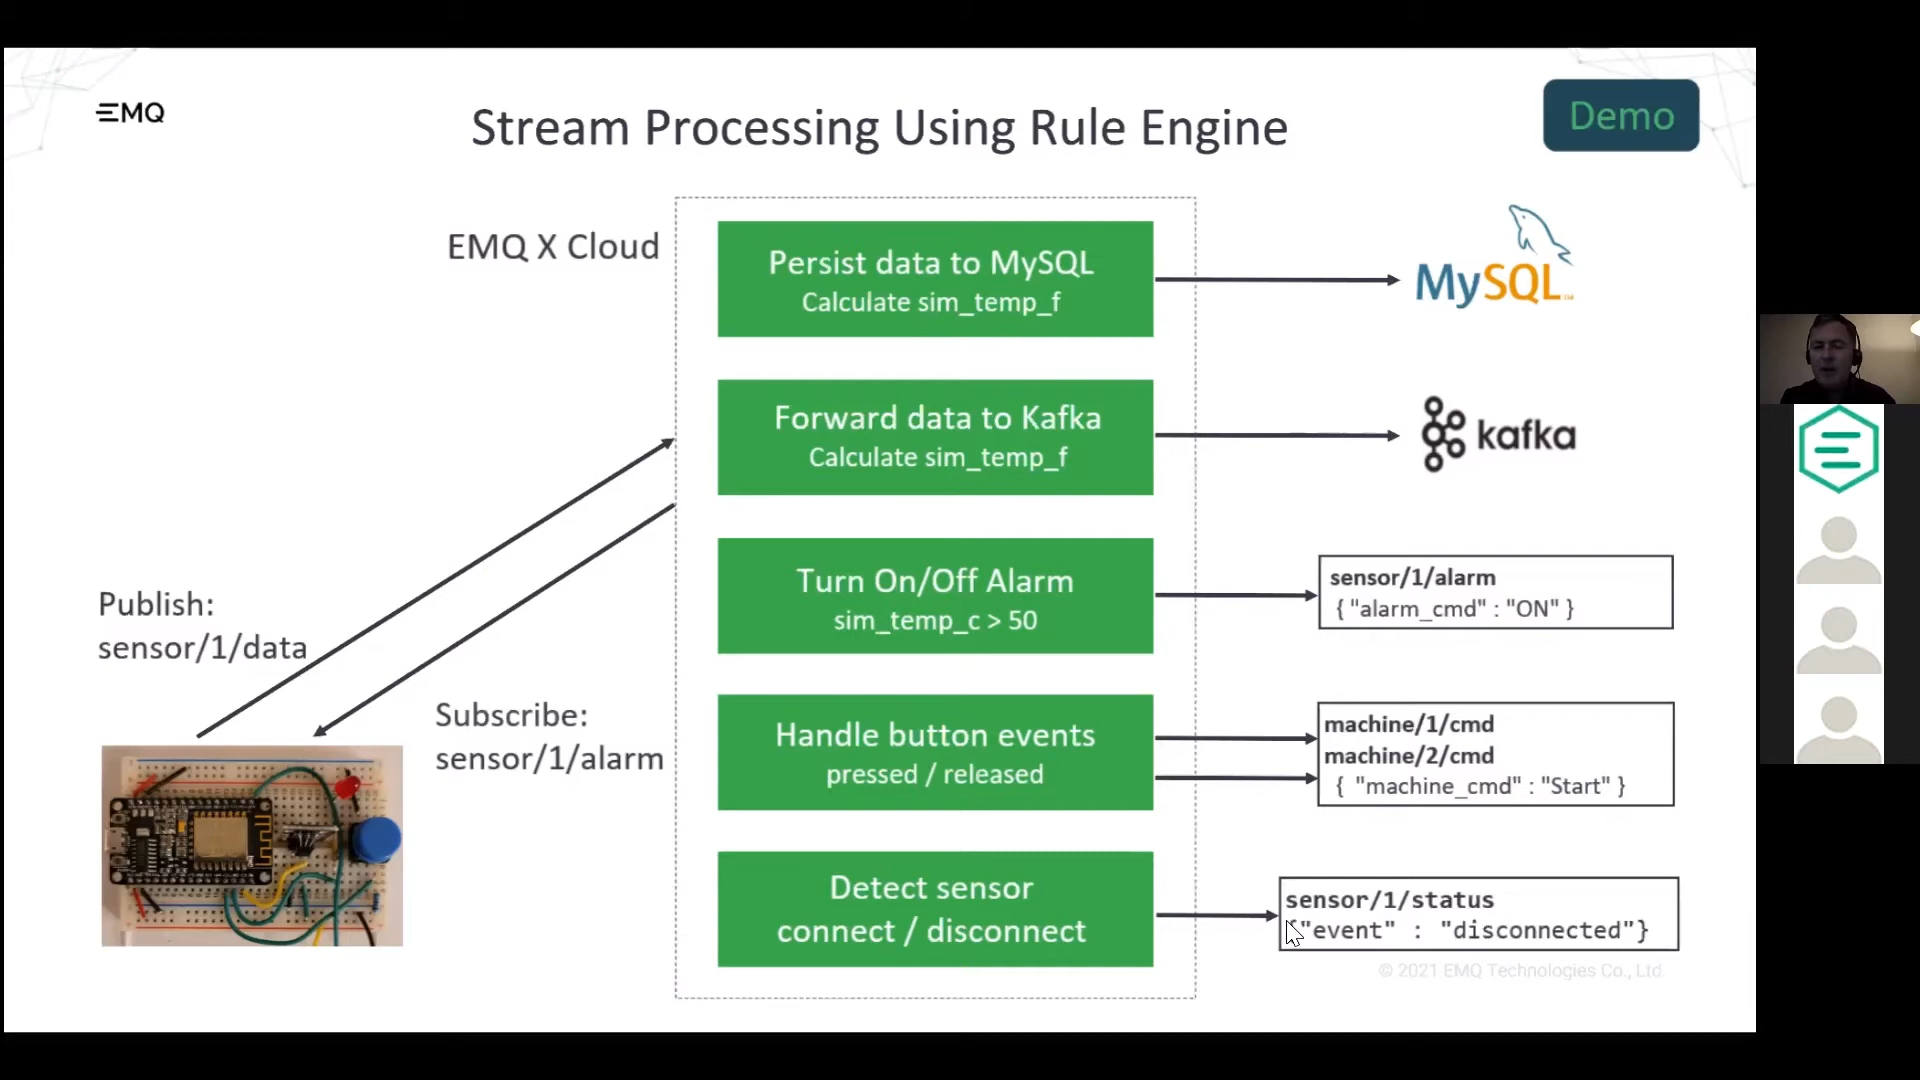 EMQ
Stream Processing Using Rule Engine
Demo
EMQ X Cloud
Persist data to MySQL
Calculate sim_temp_f
MySQL
Forward data to Kafka
Calculate sim_temp_f
kafka
Turn On/Off Alarm
sim_temp_c > 50
sensor/1/alarm
{ "alarm_cmd" : "ON" }
Publish:
sensor/1/data
Subscribe:
sensor/1/alarm
Handle button events
pressed / released
machine/1/cmd
machine/2/cmd
{ "machine_cmd" : "Start" }
Detect sensor
connect / disconnect
sensor/1/status
{"event" : "disconnected"}
© 2021 EMQ Technologies Co., Ltd.